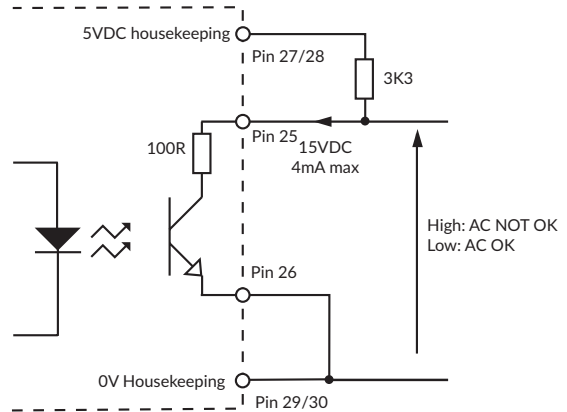 5VDC housekeeping
Pin 27/28
3K3
Pin 25
15VDC
4mA max
100R
High: AC NOT OK
Low: AC OK
Pin 26
0V Housekeeping
Pin 29/30